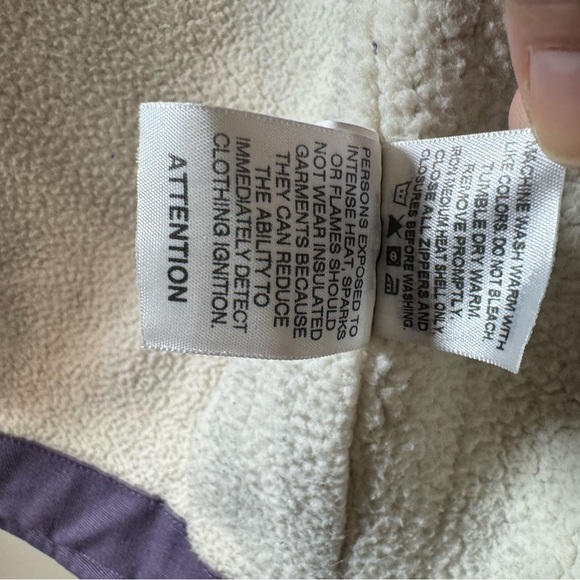 PERSONS EXPOSED TO
INTENSE HEAT, SPARKS
OR FLAMES SHOULD
NOT WEAR INSULATED
GARMENTS BECAUSE
THEY CAN REDUCE
THE ABILITY TO
IMMEDIATELY DETECT
CLOTHING IGNITION.
ATTENTION
MACHINE WASH WARM WITH
LIKE COLORS. DO NOT BLEACH.
TUMBLE DRY WARM.
REMOVE PROMPTLY.
IRON MEDIUM HEAT SHELL ONLY
CLOSE ALL ZIPPERS AND
CLOSURES BEFORE WASHING.